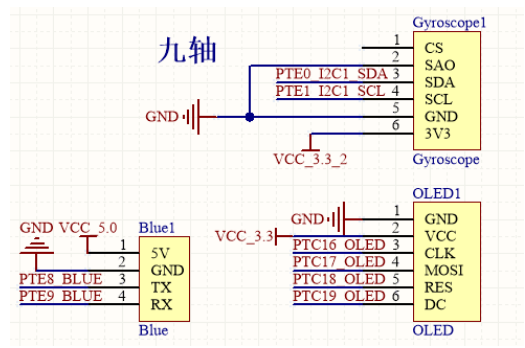 九轴
Gyroscope1
1 CS
2 SAO
PTE0_I2C1_SDA 3 SDA
PTE1_I2C1_SCL 4 SCL
GND 5 GND
6 3V3
VCC_3.3_2
Gyroscope
OLED1
GND 1 GND
VCC_3.3 2 VCC
PTC16_OLED 3 CLK
PTC17_OLED 4 MOSI
PTC18_OLED 5 RES
PTC19_OLED 6 DC
OLED
GND VCC_5.0 Blue1
1 5V
2 GND
PTE8_BLUE 3 TX
PTE9_BLUE 4 RX
Blue